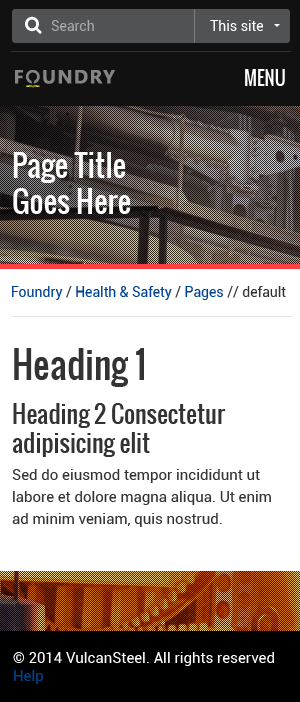 Search This site
FOUNDRY MENU
Page Title
Goes Here
Foundry / Health & Safety / Pages // default
Heading 1
Heading 2 Consectetur
adipisicing elit
Sed do eiusmod tempor incididunt ut
labore et dolore magna aliqua. Ut enim
ad minim veniam, quis nostrud.
© 2014 VulcanSteel. All rights reserved
Help